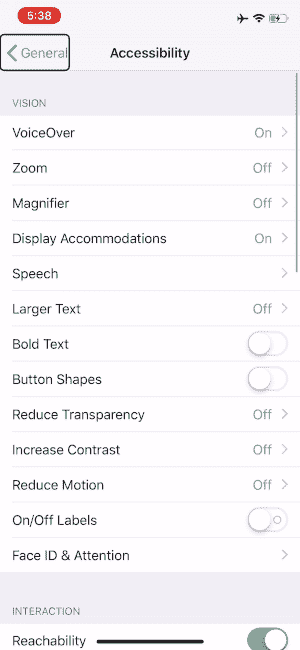 5:38
General
Accessibility
VISION
VoiceOver On
Zoom Off
Magnifier Off
Display Accommodations On
Speech
Larger Text Off
Bold Text
Button Shapes
Reduce Transparency Off
Increase Contrast Off
Reduce Motion Off
On/Off Labels
Face ID & Attention
INTERACTION
Reachability